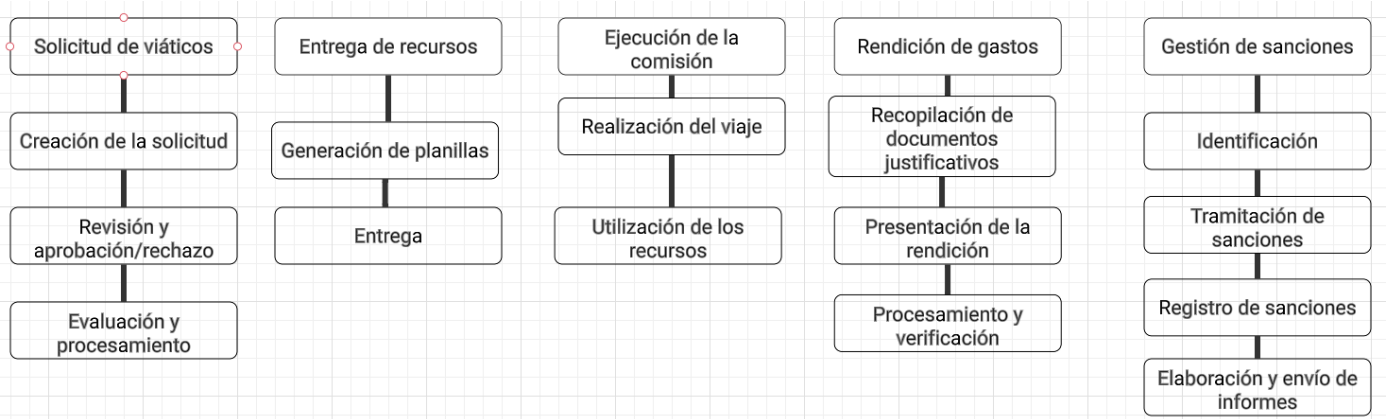 Solicitud de viáticos
Creación de la solicitud
Revisión y
aprobación/rechazo
Evaluación y
procesamiento
Entrega de recursos
Generación de planillas
Entrega
Ejecución de la
comisión
Realización del viaje
Utilización de los
recursos
Rendición de gastos
Recopilación de
documentos
justificativos
Presentación de la
rendición
Procesamiento y
verificación
Gestión de sanciones
Identificación
Tramitación de
sanciones
Registro de sanciones
Elaboración y envío de
informes